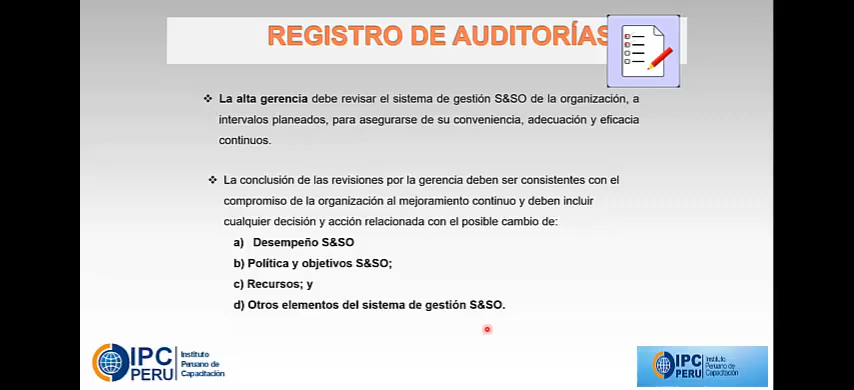 REGISTRO DE AUDITORÍAS
❖ La alta gerencia debe revisar el sistema de gestión S&SO de la organización, a
intervalos planeados, para asegurarse de su conveniencia, adecuación y eficacia
continuos.
❖ La conclusión de las revisiones por la gerencia deben ser consistentes con el
compromiso de la organización al mejoramiento continuo y deben incluir
cualquier decisión y acción relacionada con el posible cambio de:
a) Desempeño S&SO
b) Política y objetivos S&SO;
c) Recursos; y
d) Otros elementos del sistema de gestión S&SO.
IPC
PERU
Instituto
Peruano de
Capacitación
IPC
PERU
Instituto
Peruano de
Capacitación